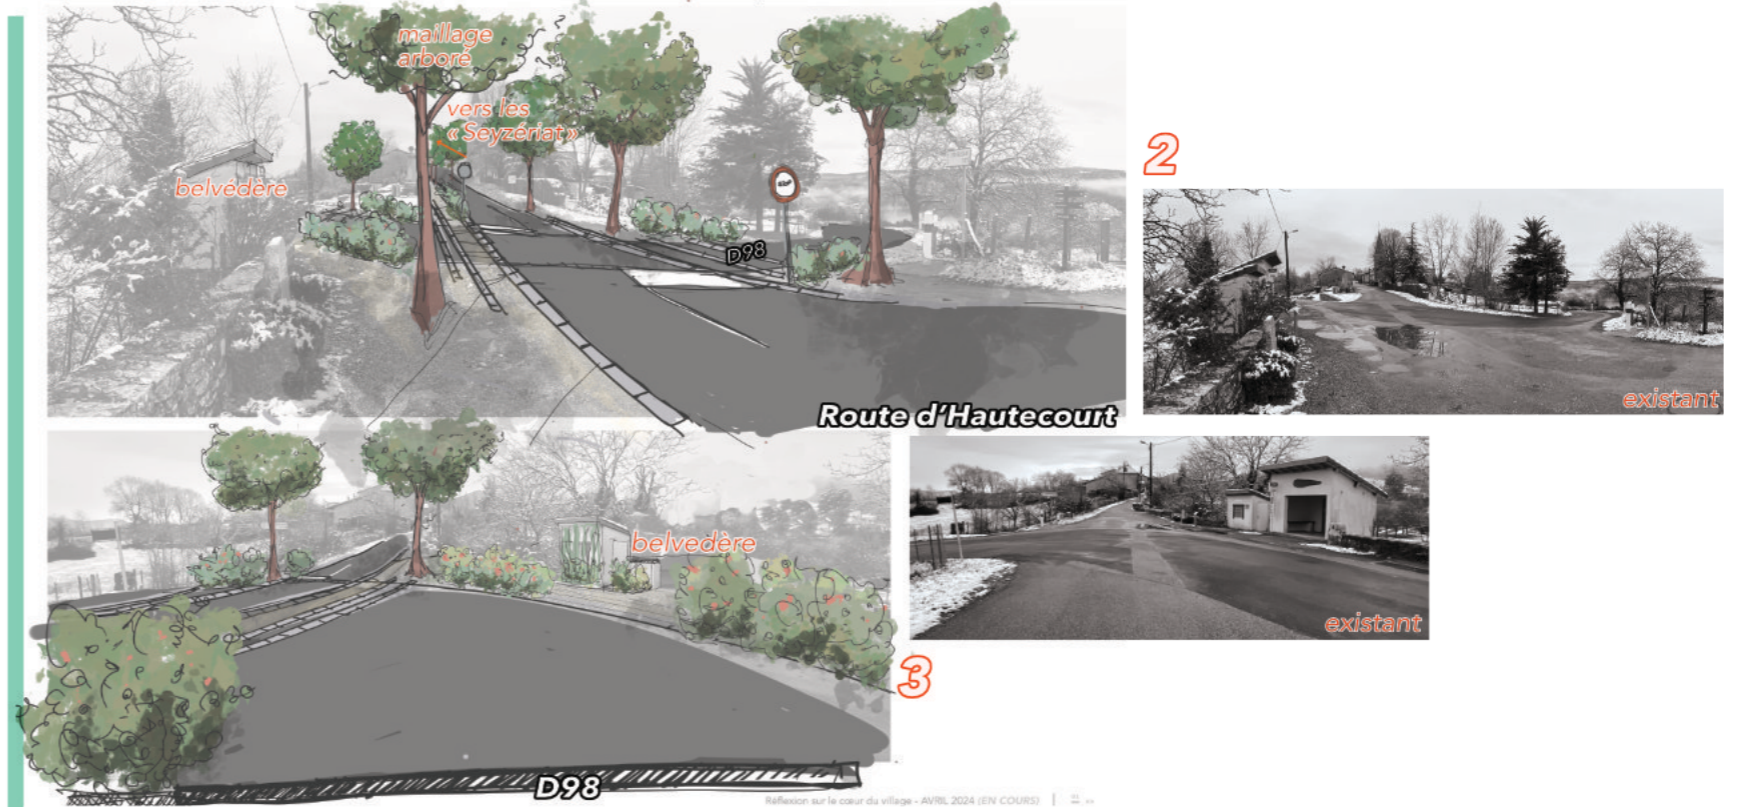 maillage
arboré
vers les
« Seyzériat »
belvédère
D98
Route d'Hautecourt
2
existant
belvedère
D98
3
existant
Réflexion sur le cœur du village - AVRIL 2024 (EN COURS)